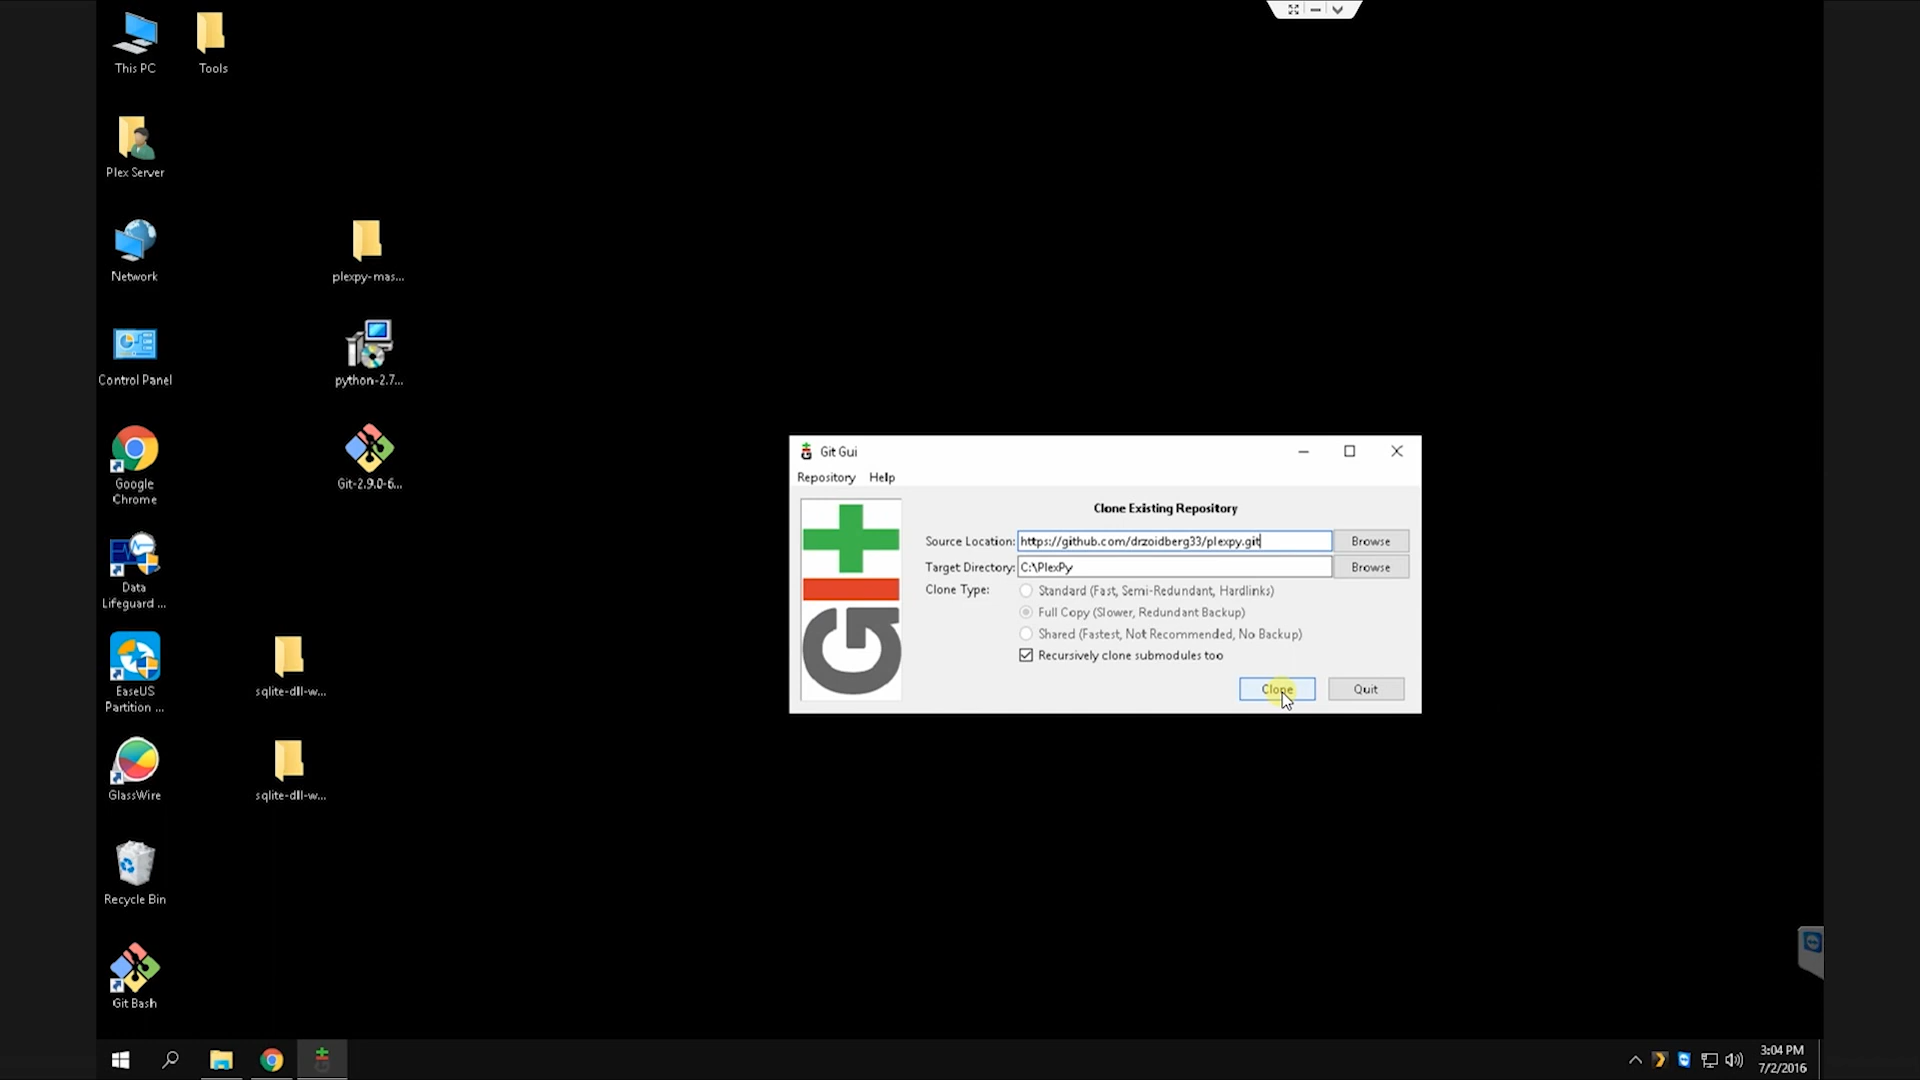 This PC
Tools
Plex Server
Network
plexpy-mas...
Control Panel
python-2.7...
Google
Chrome
Git-2.9.0-6...
Data
Lifeguard ...
EaseUS
Partition ...
sqlite-dll-w...
GlassWire
sqlite-dll-w...
Recycle Bin
Git Bash
Git Gui
Repository Help
GIT
Clone Existing Repository
Source Location: https://github.com/drzoidberg33/plexpy.git Browse
Target Directory: C:\PlexPy Browse
Clone Type: Standard (Fast, Semi-Redundant, Hardlinks)
Full Copy (Slower, Redundant Backup)
Shared (Fastest, Not Recommended, No Backup)
Recursively clone submodules too
Clone Quit
3:04 PM
7/2/2016